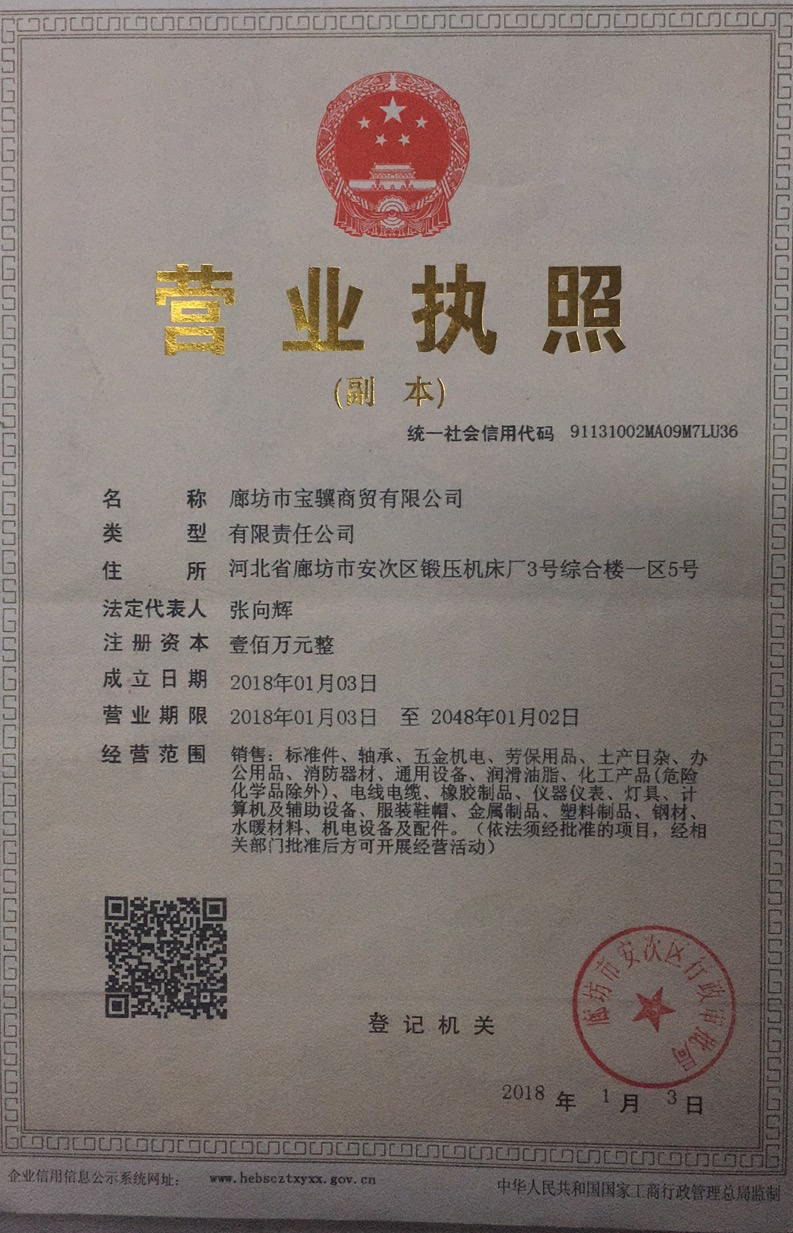 营业执照
(副 本)
统一社会信用代码 91131002MA09M7LU36
名 称 廊坊市宝骥商贸有限公司
类 型 有限责任公司
住 所 河北省廊坊市安次区锻压机床厂3号综合楼一区5号
法定代表人 张向辉
注册资本 壹佰万元整
成立日期 2018年01月03日
营业期限 2018年01月03日 至 2048年01月02日
经营范围 销售：标准件、轴承、五金机电、劳保用品、土产日杂、办
公用品、消防器材、通用设备、润滑油脂、化工产品(危险
化学品除外)、电线电缆、橡胶制品、仪器仪表、灯具、计
算机及辅助设备、服装鞋帽、金属制品、塑料制品、钢材、
水暖材料、机电设备及配件。（依法须经批准的项目，经相
关部门批准后方可开展经营活动）
廊坊市安次区行政审批局
登记机关
2018 年 1 月 3 日
企业信用信息公示系统网址： www.hebscztxyxx.gov.cn
中华人民共和国国家工商行政管理总局监制